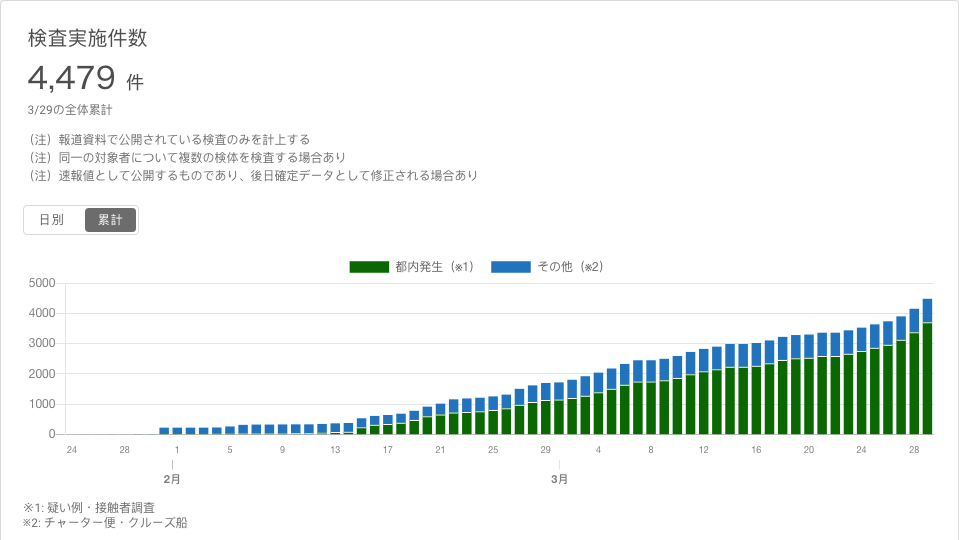 検査実施件数
4,479 件
3/29の全体累計
（注）報道資料で公開されている検査のみを計上する
（注）同一の対象者について複数の検体を検査する場合あり
（注）速報値として公開するものであり、後日確定データとして修正される場合あり
日別 累計
都内発生（※1） その他（※2）
5000
4000
3000
2000
1000
0
24 28 1 5 9 13 17 21 25 29 4 8 12 16 20 24 28
2月 3月
※1: 疑い例・接触者調査
※2: チャーター便・クルーズ船